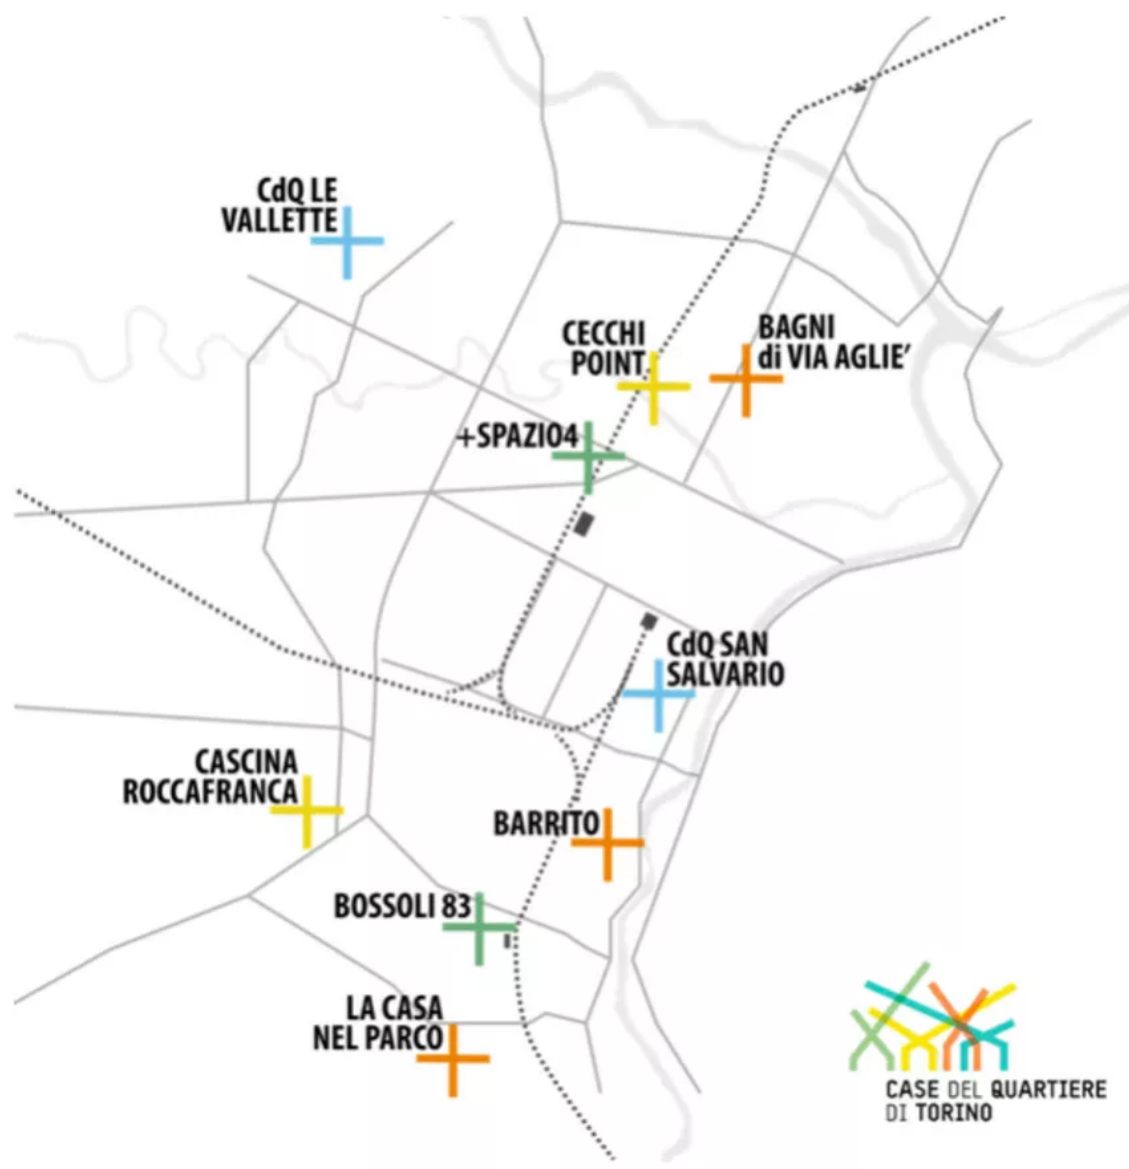 CdQ LE
VALLETTE
CECCHI
POINT
BAGNI
di VIA AGLIE’
+SPAZIO4
CdQ SAN
SALVARIO
CASCINA
ROCCAFRANCA
BARRITO
BOSSOLI 83
LA CASA
NEL PARCO
CASE DEL QUARTIERE
DI TORINO